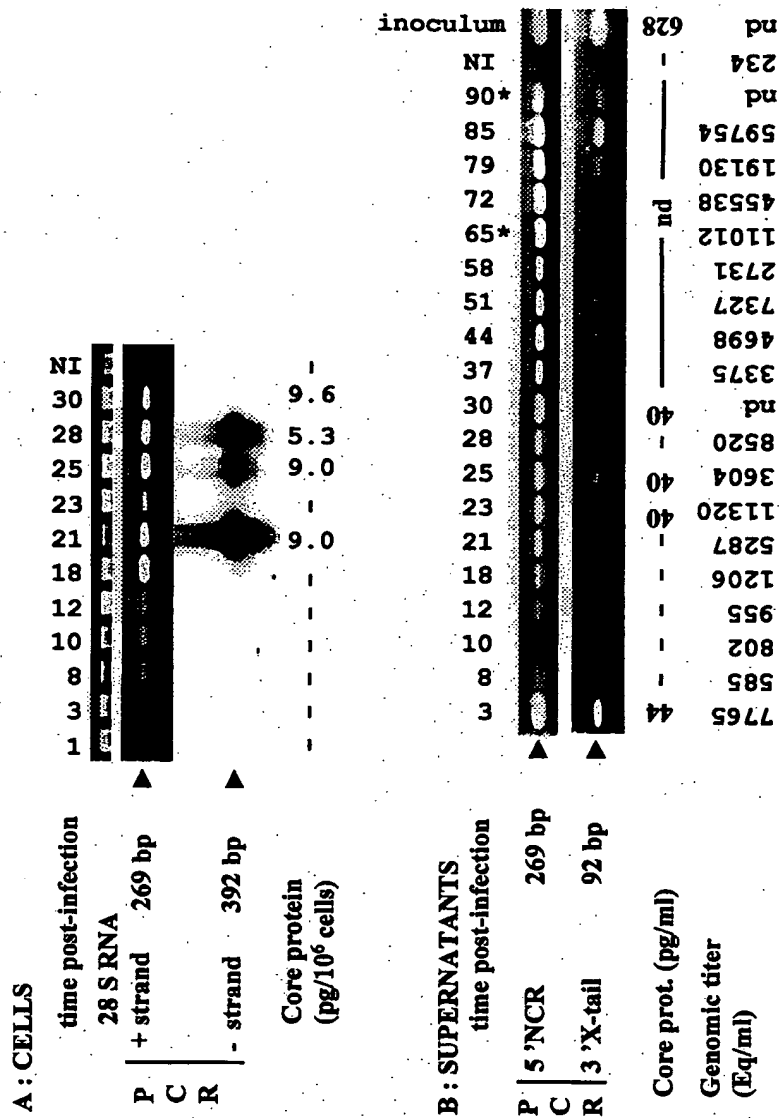 A : CELLS
time post-infection 1 3 8 10 12 18 21 23 25 28 30 NI
28 S RNA
PCR
+ strand 269 bp
- strand 392 bp
Core protein
(pg/10⁶ cells) - - - - - - 9.0 - 9.0 5.3 9.6 -
B : SUPERNATANTS
time post-infection 3 8 10 12 18 21 23 25 28 30 37 44 51 58 65* 72 79 85 90* NI inoculum
PCR
5 'NCR 269 bp
3 'X-tail 92 bp
Core prot. (pg/ml) 44 - - - - - 40 40 - 40 nd - 628
Genomic titer
(Eq/ml) 7765 585 802 955 1206 5287 11320 3604 8520 nd 3375 4698 7327 2731 11012 45538 19130 59754 nd 234 nd